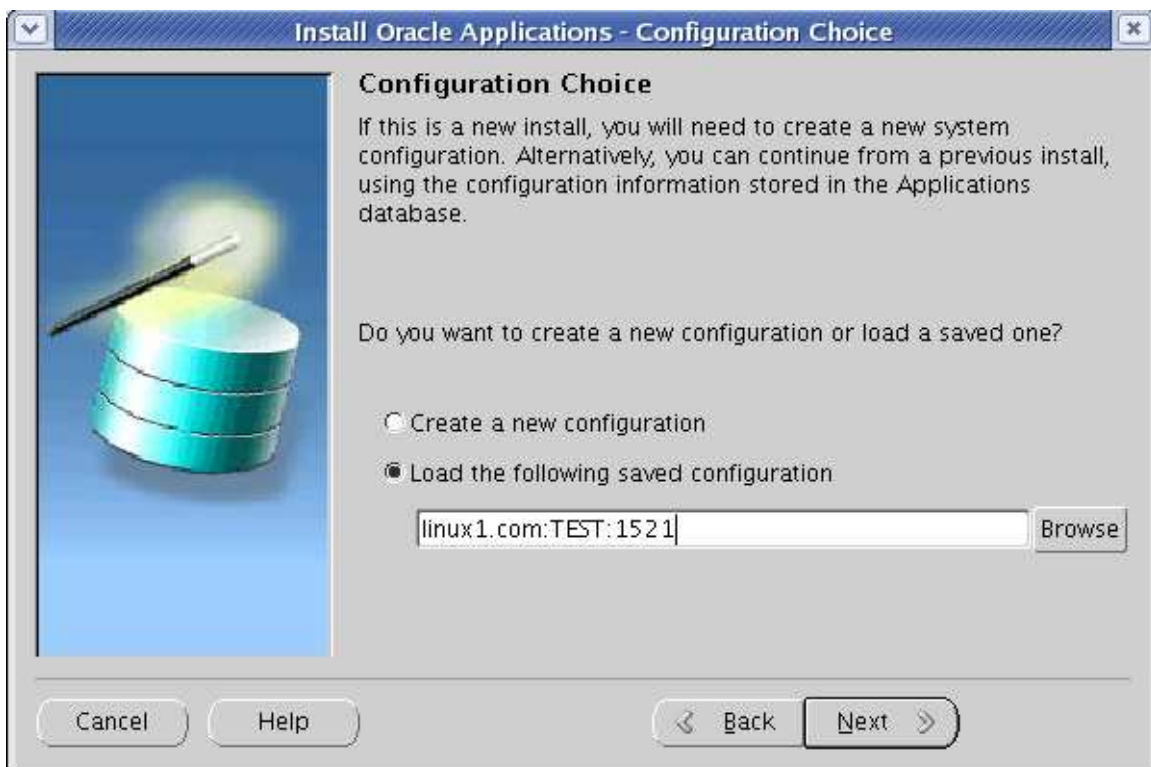 Install Oracle Applications - Configuration Choice
Configuration Choice
If this is a new install, you will need to create a new system
configuration. Alternatively, you can continue from a previous install,
using the configuration information stored in the Applications
database.
Do you want to create a new configuration or load a saved one?
Create a new configuration
Load the following saved configuration
linux1.com:TEST:1521
Browse
Cancel
Help
Back
Next